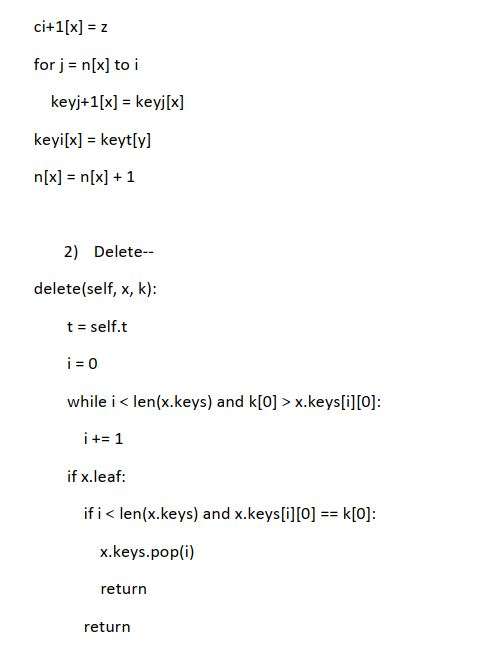 ci+1[x] = z
for j = n[x] to i
keyj+1[x] = keyj[x]
keyi[x] = keyt[y]
n[x] = n[x] + 1
2) Delete--
delete(self, x, k):
t = self.t
i = 0
while i < len(x.keys) and k[0] > x.keys[i][0]:
i += 1
if x.leaf:
if i < len(x.keys) and x.keys[i][0] == k[0]:
x.keys.pop(i)
return
return